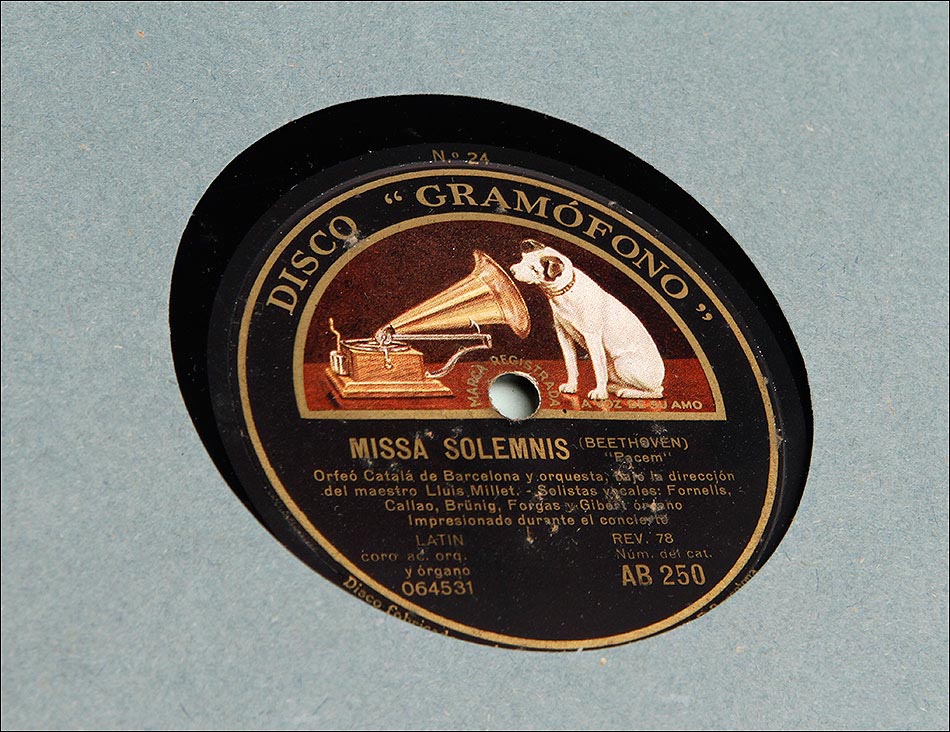 N.º 24
DISCO “GRAMÓFONO”
MARCA REGISTRADA
LA VOZ DE SU AMO
MISSA SOLEMNIS (BEETHOVEN)
"Pacem"
Orfeó Catalá de Barcelona y orquesta, bajo la dirección
del maestro Lluis Millet. - Solistas vocales: Fornells,
Callao, Brünig, Forgas y Gibert órgano
Impresionado durante el concierto
LATIN REV. 78
coro ac. orq. Núm. del cat.
y órgano AB 250
064531
Disco